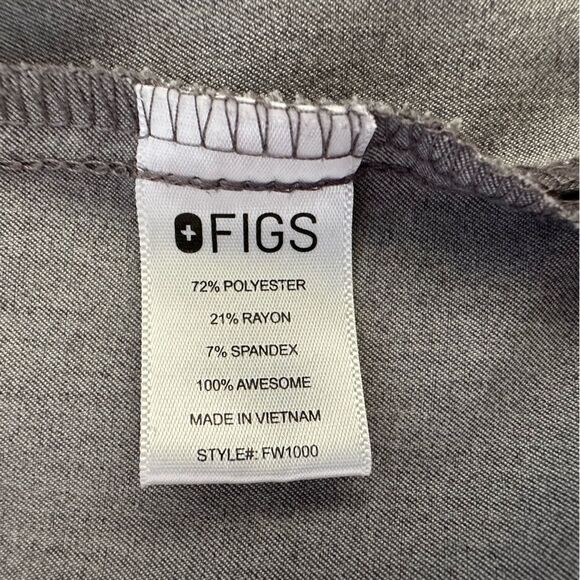 FIGS
72% POLYESTER
21% RAYON
7% SPANDEX
100% AWESOME
MADE IN VIETNAM
STYLE#: FW1000